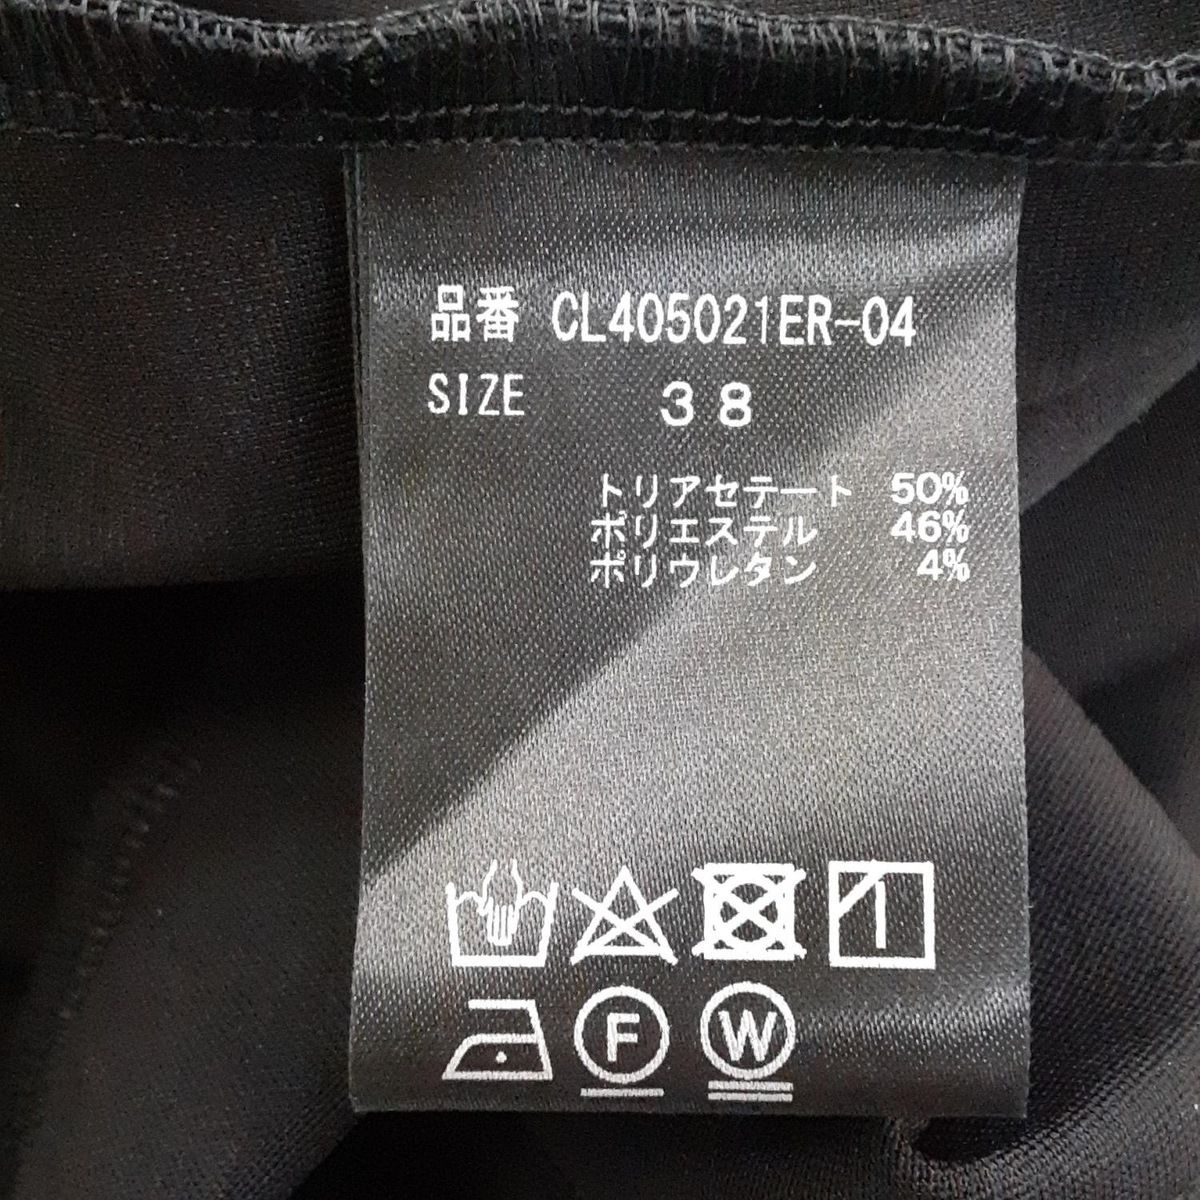 品番 CL405021ER-04
SIZE 38
トリアセテート 50%
ポリエステル 46%
ポリウレタン 4%
F W